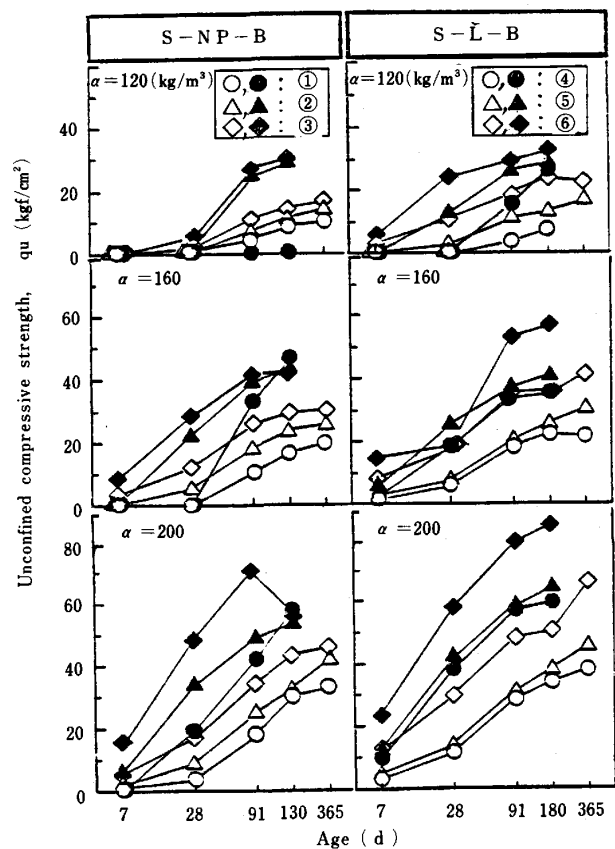 S-NP-B
S-Ľ-B
α=120(kg/m³)
○,●:①
△,▲:②
◇,◆:③
α=120(kg/m³)
○,●:④
△,▲:⑤
◇,◆:⑥
40
20
0
α=160
α=160
60
40
20
0
α=200
α=200
80
60
40
20
0
7 28 91 130 365
7 28 91 180 365
Age (d)
Unconfined compressive strength, qu (kgf/cm²)